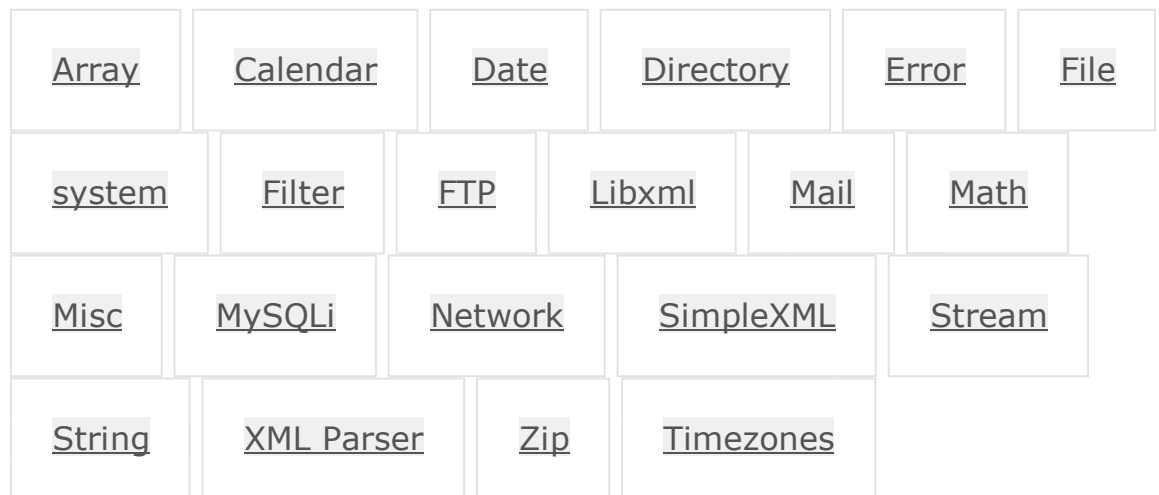 Array Calendar Date Directory Error File
system Filter FTP Libxml Mail Math
Misc MySQLi Network SimpleXML Stream
String XML Parser Zip Timezones